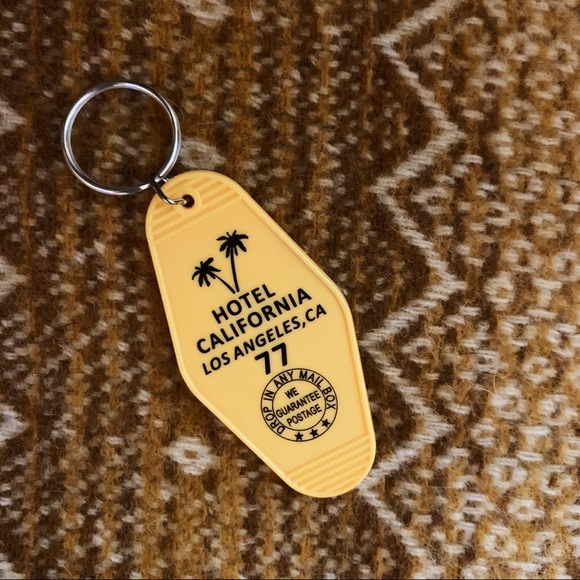 HOTEL
CALIFORNIA
LOS ANGELES, CA
77
DROP IN ANY MAIL BOX
WE
GUARANTEE
POSTAGE